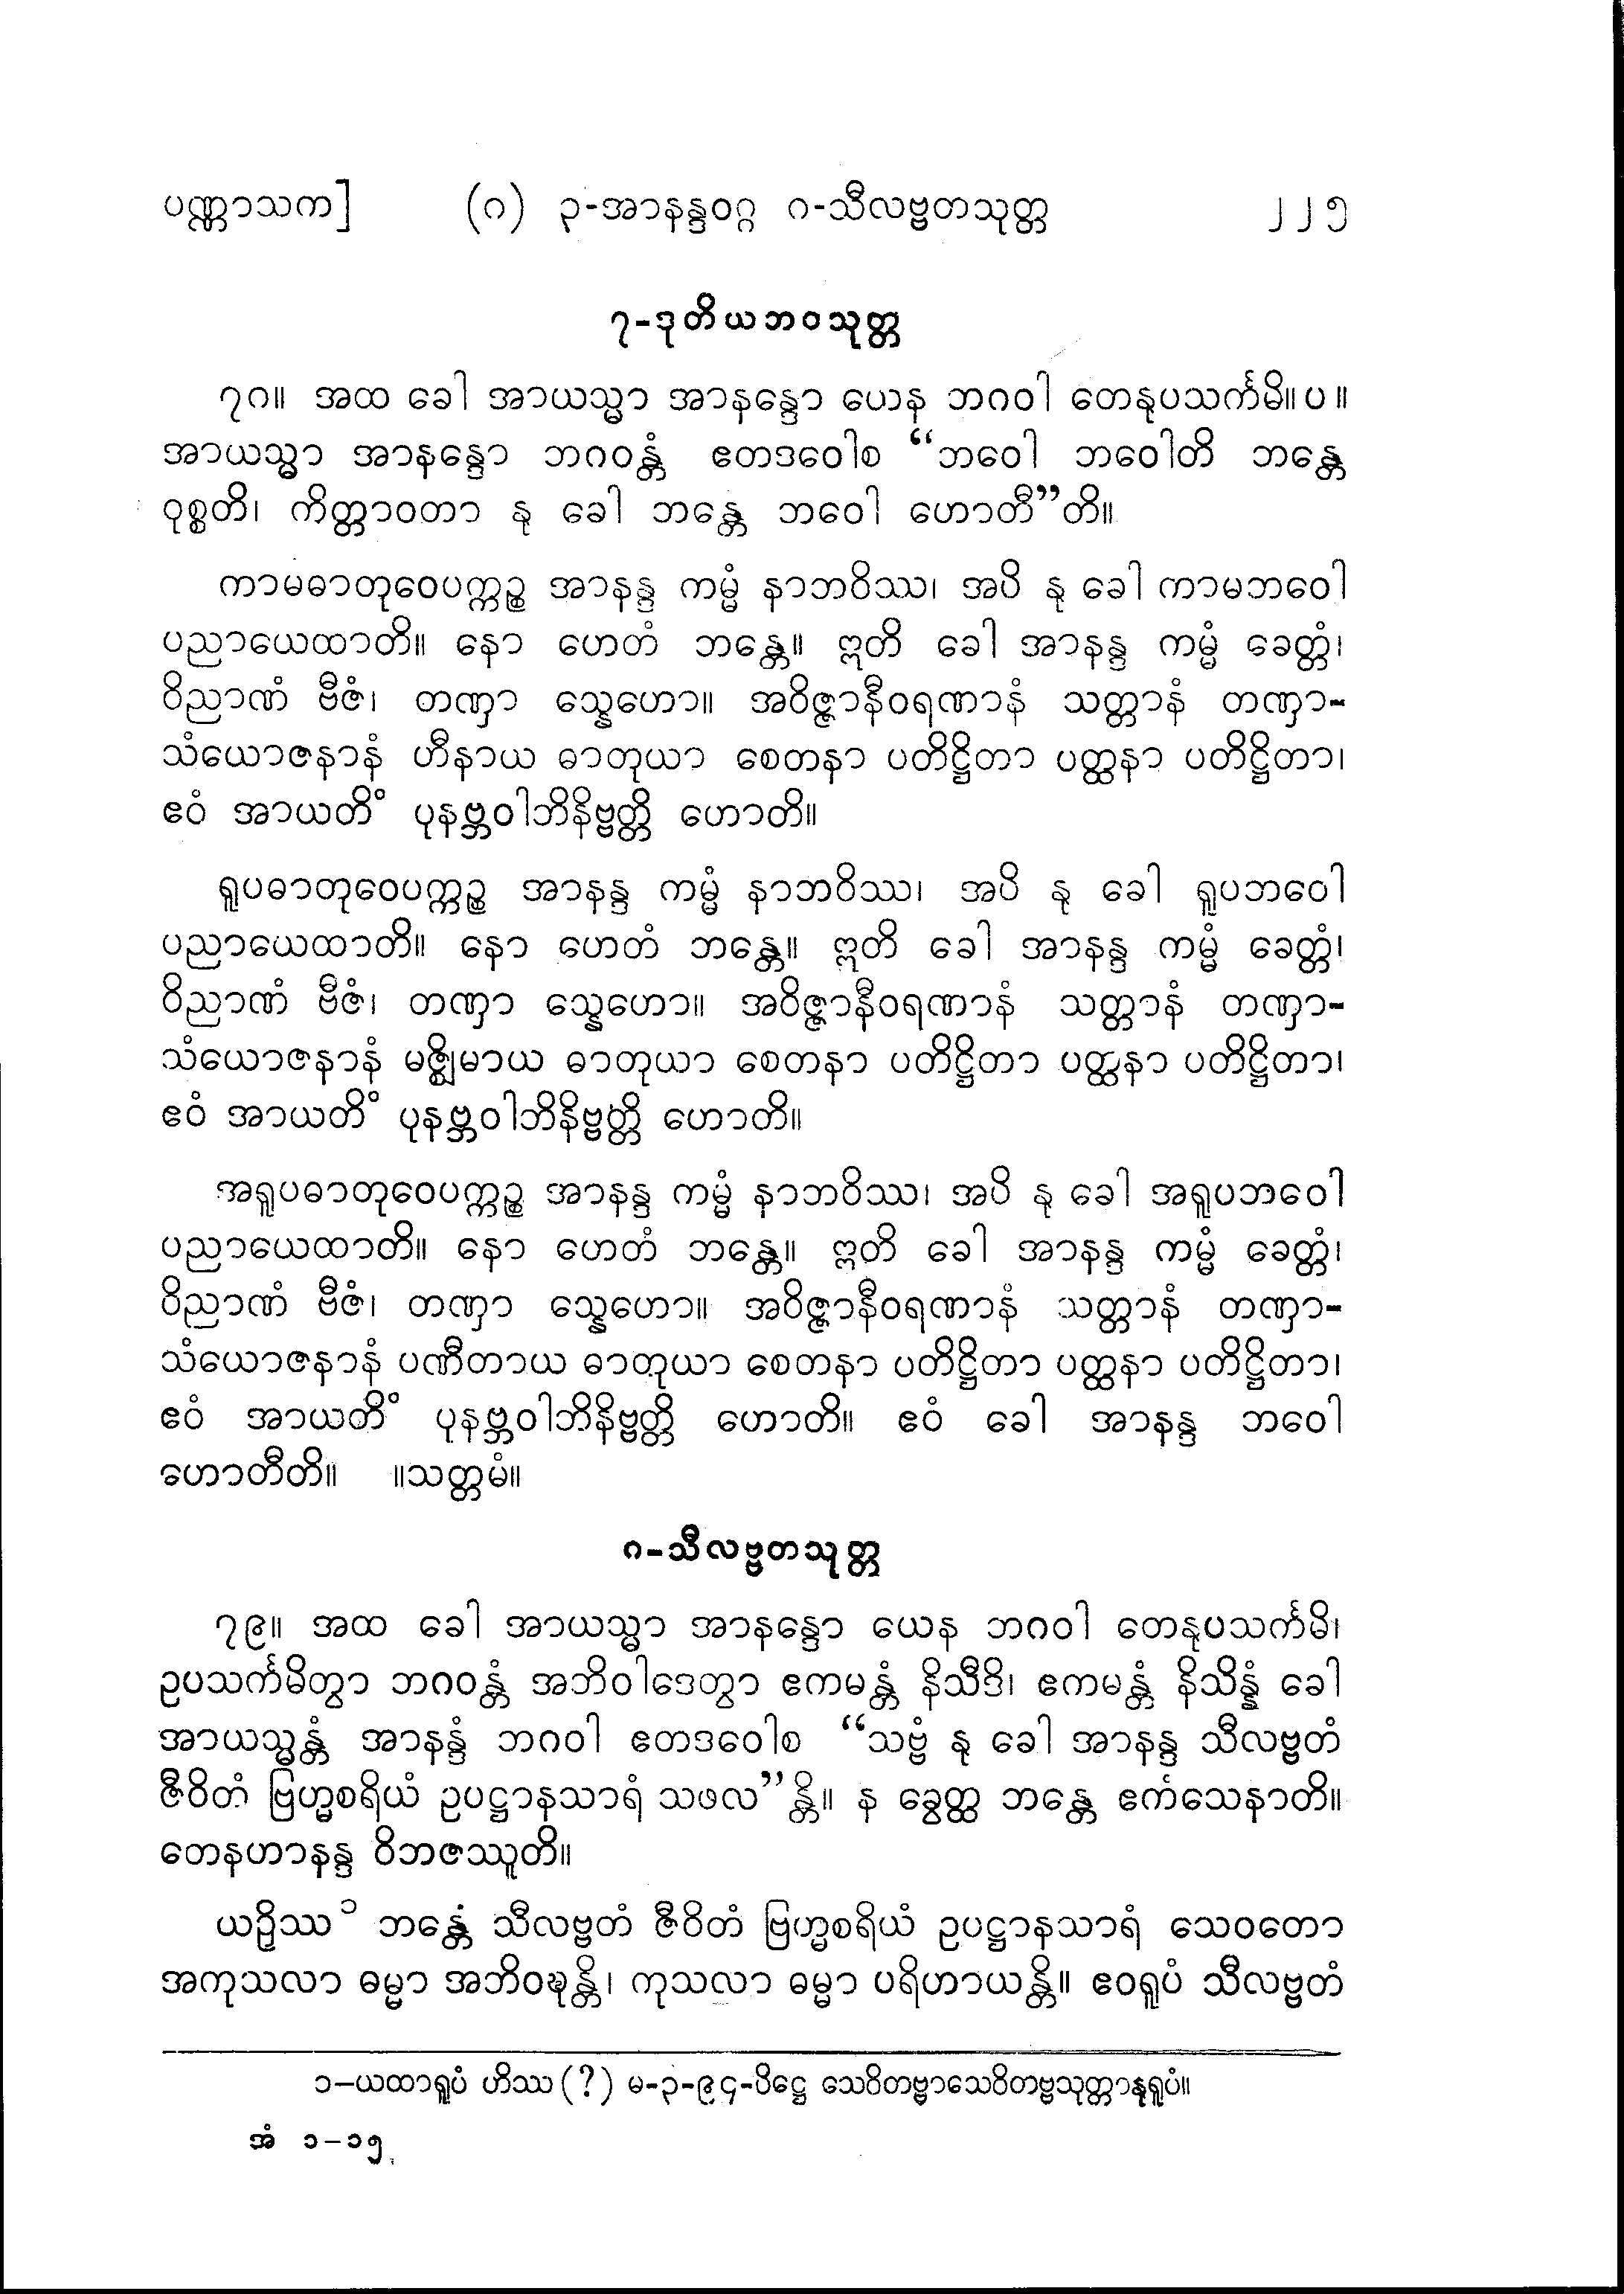 ပဏ္ဏာသက]	(၈) ၃-အာနန္ဒဝဂ္ဂ ၈-သီလဗ္ဗတသုတ္တ	၂၂၅
၇-ဒုတိယဘဝသုတ္တ
၇၈။ အထ ခေါ အာယသ္မာ အာနန္ဒော ယေန ဘဂဝါ တေနုပသင်္ကမိ။ပ။
အာယသ္မာ အာနန္ဒော ဘဂဝန္တံ ဧတဒဝေါစ “ဘဝေါ ဘဝေါတိ ဘန္တေ
ဝုစ္စတိ၊ ကိတ္တာဝတာ နု ခေါ ဘန္တေ ဘဝေါ ဟောတီ”တိ။
ကာမဓာတုဝေပက္ကဉ္စ အာနန္ဒ ကမ္မံ နာဘဝိဿ၊ အပိ နု ခေါ ကာမဘဝေါ
ပညာယေထာတိ။ နော ဟေတံ ဘန္တေ။ ဣတိ ခေါ အာနန္ဒ ကမ္မံ ခေတ္တံ၊
ဝိညာဏံ ဗီဇံ၊ တဏှာ သ္နေဟော။ အဝိဇ္ဇာနီဝရဏာနံ သတ္တာနံ တဏှာ-
သံယောဇနာနံ ဟီနာယ ဓာတုယာ စေတနာ ပတိဋ္ဌိတာ ပတ္ထနာ ပတိဋ္ဌိတာ၊
ဧဝံ အာယတိံ ပုနဗ္ဘဝါဘိနိဗ္ဗတ္တိ ဟောတိ။
ရူပဓာတုဝေပက္ကဉ္စ အာနန္ဒ ကမ္မံ နာဘဝိဿ၊ အပိ နု ခေါ ရူပဘဝေါ
ပညာယေထာတိ။ နော ဟေတံ ဘန္တေ။ ဣတိ ခေါ အာနန္ဒ ကမ္မံ ခေတ္တံ၊
ဝိညာဏံ ဗီဇံ၊ တဏှာ သ္နေဟော။ အဝိဇ္ဇာနီဝရဏာနံ သတ္တာနံ တဏှာ-
သံယောဇနာနံ မဇ္ဈိမာယ ဓာတုယာ စေတနာ ပတိဋ္ဌိတာ ပတ္ထနာ ပတိဋ္ဌိတာ၊
ဧဝံ အာယတိံ ပုနဗ္ဘဝါဘိနိဗ္ဗတ္တိ ဟောတိ။
အရူပဓာတုဝေပက္ကဉ္စ အာနန္ဒ ကမ္မံ နာဘဝိဿ၊ အပိ နု ခေါ အရူပဘဝေါ
ပညာယေထာတိ။ နော ဟေတံ ဘန္တေ။ ဣတိ ခေါ အာနန္ဒ ကမ္မံ ခေတ္တံ၊
ဝိညာဏံ ဗီဇံ၊ တဏှာ သ္နေဟော။ အဝိဇ္ဇာနီဝရဏာနံ သတ္တာနံ တဏှာ-
သံယောဇနာနံ ပဏီတာယ ဓာတုယာ စေတနာ ပတိဋ္ဌိတာ ပတ္ထနာ ပတိဋ္ဌိတာ၊
ဧဝံ အာယတိံ ပုနဗ္ဘဝါဘိနိဗ္ဗတ္တိ ဟောတိ။ ဧဝံ ခေါ အာနန္ဒ ဘဝေါ
ဟောတီတိ။ ။သတ္တမံ။
၈-သီလဗ္ဗတသုတ္တ
၇၉။ အထ ခေါ အာယသ္မာ အာနန္ဒော ယေန ဘဂဝါ တေနုပသင်္ကမိ၊
ဥပသင်္ကမိတွာ ဘဂဝန္တံ အဘိဝါဒေတွာ ဧကမန္တံ နိသီဒိ၊ ဧကမန္တံ နိသိန္နံ ခေါ
အာယသ္မန္တံ အာနန္ဒံ ဘဂဝါ ဧတဒဝေါစ “သဗ္ဗံ နု ခေါ အာနန္ဒ သီလဗ္ဗတံ
ဇီဝိတံ ဗြဟ္မစရိယံ ဥပဋ္ဌာနသာရံ သဖလ”န္တိ။ န ခွေတ္ထ ဘန္တေ ဧကံသေနာတိ။
တေနဟာနန္ဒ ဝိဘဇဿူတိ။
ယဉှိဿ ၁ ဘန္တေံ သီလဗ္ဗတံ ဇီဝိတံ ဗြဟ္မစရိယံ ဥပဋ္ဌာနသာရံ သေဝတော
အကုသလာ ဓမ္မာ အဘိဝဍ္ဎန္တိ၊ ကုသလာ ဓမ္မာ ပရိဟာယန္တိ။ ဧဝရူပံ သီလဗ္ဗတံ
၁–ယထာရူပံ ဟိဿ (?) မ-၃-၉၄-ပိဋ္ဌေ သေဝိတဗ္ဗာသေဝိတဗ္ဗသုတ္တာနုရူပံ။
အံ ၁–၁၅